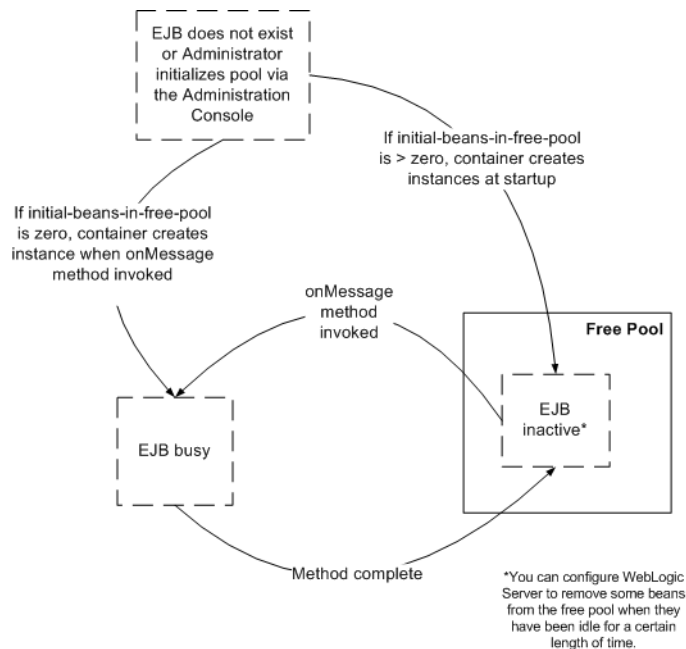 EJB does not exist
or Administrator
initializes pool via
the Administration
Console
If initial-beans-in-free-pool
is > zero, container creates
instances at startup
If initial-beans-in-free-pool
is zero, container creates
instance when onMessage
method invoked
onMessage
method
invoked
Free Pool
EJB
inactive*
EJB busy
Method complete
*You can configure WebLogic
Server to remove some beans
from the free pool when they
have been idle for a certain
length of time.